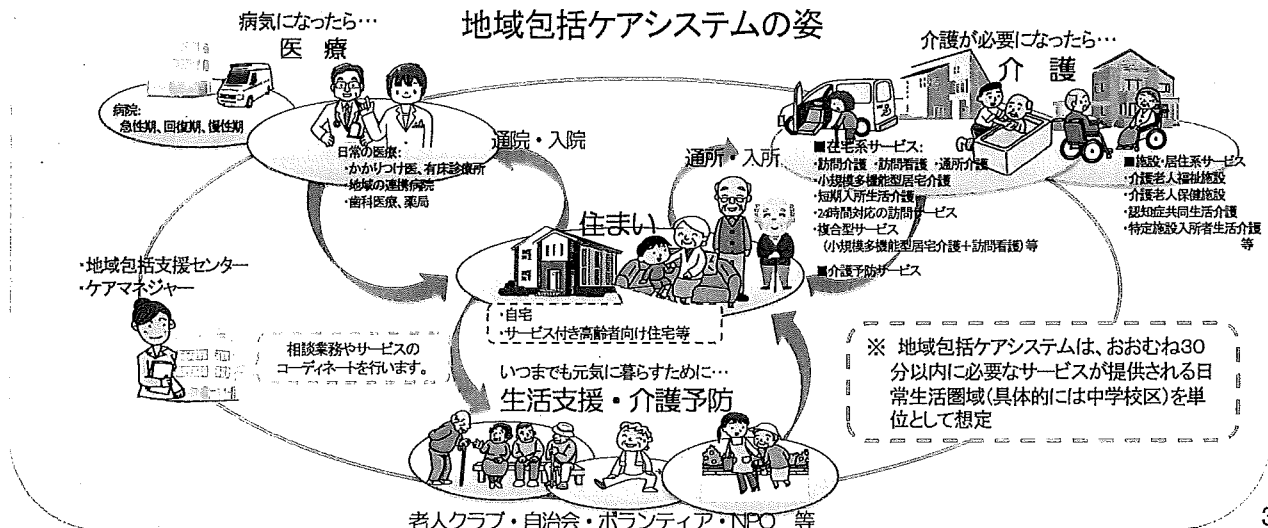 地域包括ケアシステムの姿
病気になったら…
医 療
病院:
急性期、回復期、慢性期
日常の医療:
・かかりつけ医、有床診療所
・地域の連携病院
・歯科医療、薬局
通院・入院
通所・入所
介護が必要になったら…
介 護
■在宅系サービス:
・訪問介護 ・訪問看護 ・通所介護
・小規模多機能型居宅介護
・短期入所生活介護
・24時間対応の訪問サービス
・複合型サービス
(小規模多機能型居宅介護+訪問看護)等
■介護予防サービス
■施設・居住系サービス
・介護老人福祉施設
・介護老人保健施設
・認知症共同生活介護
・特定施設入所者生活介護
等
住まい
・自宅
・サービス付き高齢者向け住宅等
・地域包括支援センター
・ケアマネジャー
相談業務やサービスの
コーディネートを行います。
いつまでも元気に暮らすために…
生活支援・介護予防
老人クラブ・自治会・ボランティア・NPO 等
※ 地域包括ケアシステムは、おおむね30
分以内に必要なサービスが提供される日
常生活圏域(具体的には中学校区)を単
位として想定
3